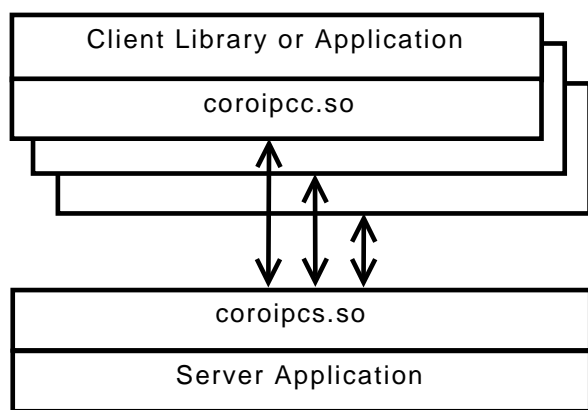 Client Library or Application
coroipcc.so
coroipcs.so
Server Application